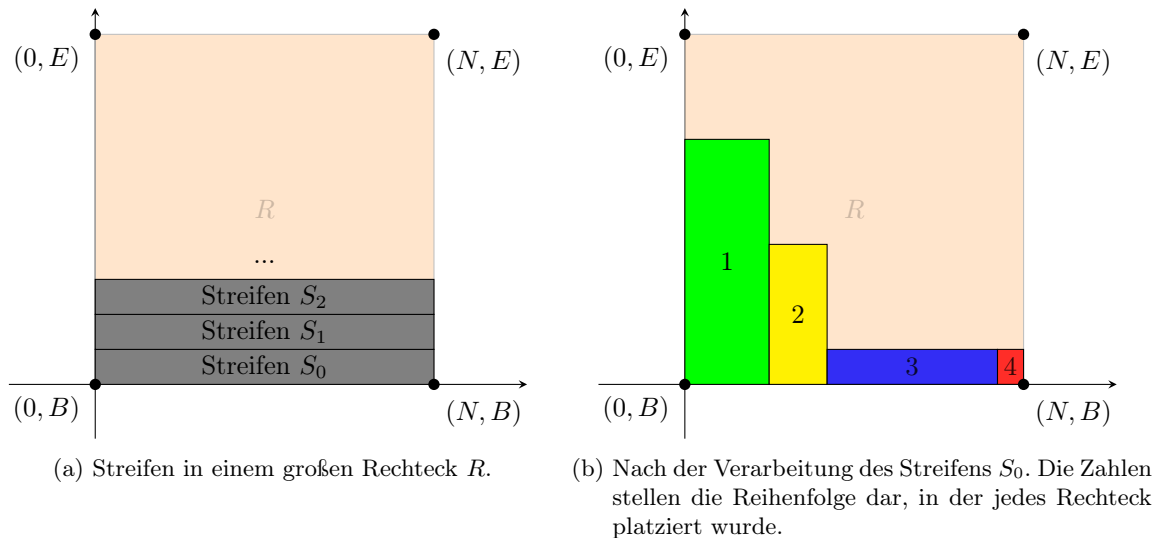 (0, E)
(N, E)
R
...
Streifen S₂
Streifen S₁
Streifen S₀
(0, B)
(N, B)
(a) Streifen in einem großen Rechteck R.
(0, E)
(N, E)
R
1
2
3
4
(0, B)
(N, B)
(b) Nach der Verarbeitung des Streifens S₀. Die Zahlen
stellen die Reihenfolge dar, in der jedes Rechteck
platziert wurde.